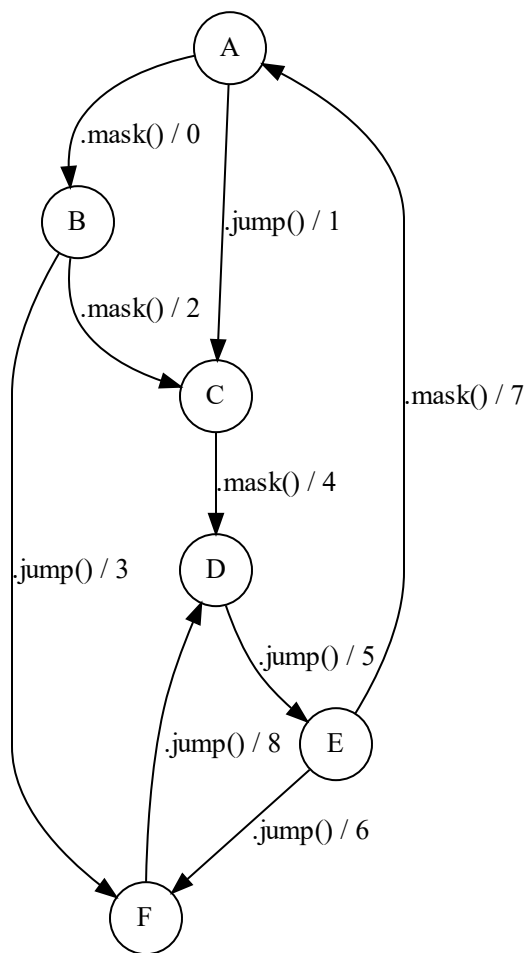 A
.mask() / 0
B
.jump() / 1
.mask() / 2
C
.mask() / 7
.mask() / 4
D
.jump() / 3
.jump() / 5
E
.jump() / 8
.jump() / 6
F